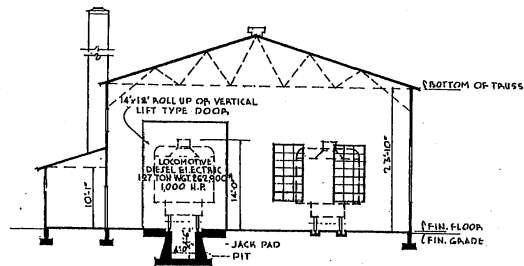 BOTTOM OF TRUSS
14'x18' ROLL UP OR VERTICAL
LIFT TYPE DOOR
LOCOMOTIVE
DIESEL ELECTRIC
127 TON WGT. 262,800#
1,000 H.P.
14'-0"
23'-10"
10'-1"
FIN. FLOOR
FIN. GRADE
JACK PAD
PIT